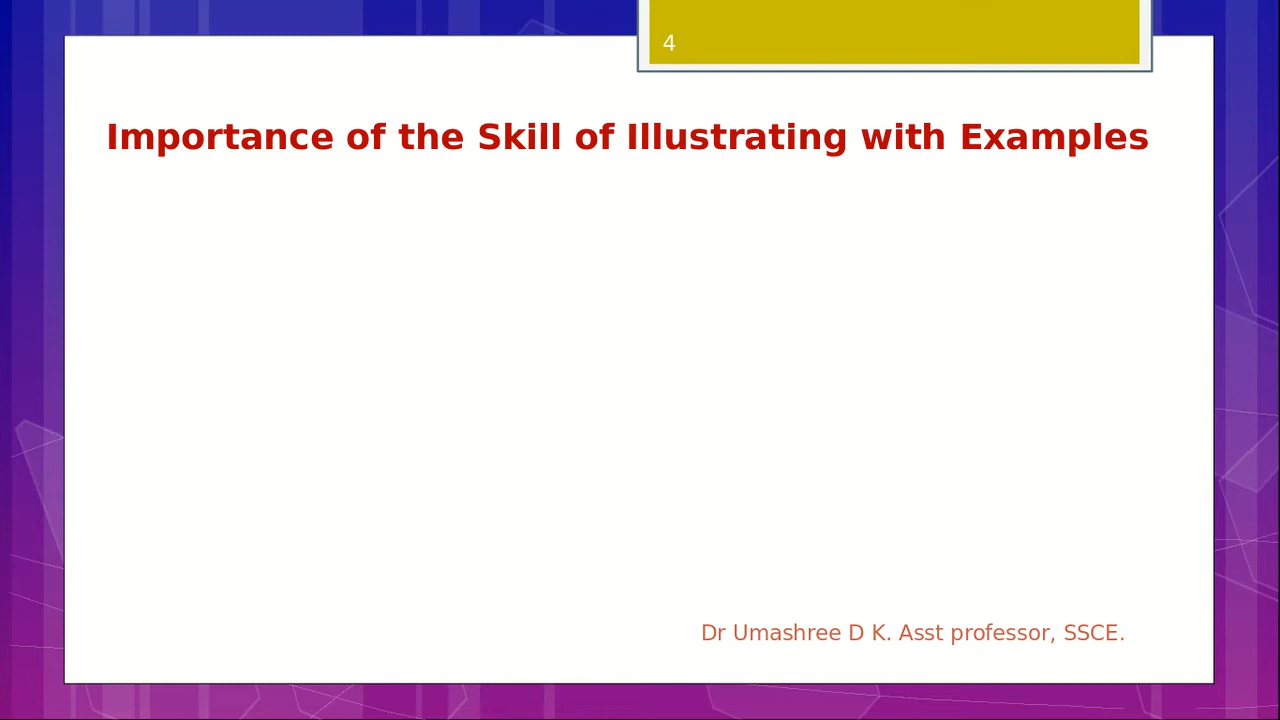 4
Importance of the Skill of Illustrating with Examples
Dr Umashree D K. Asst professor, SSCE.